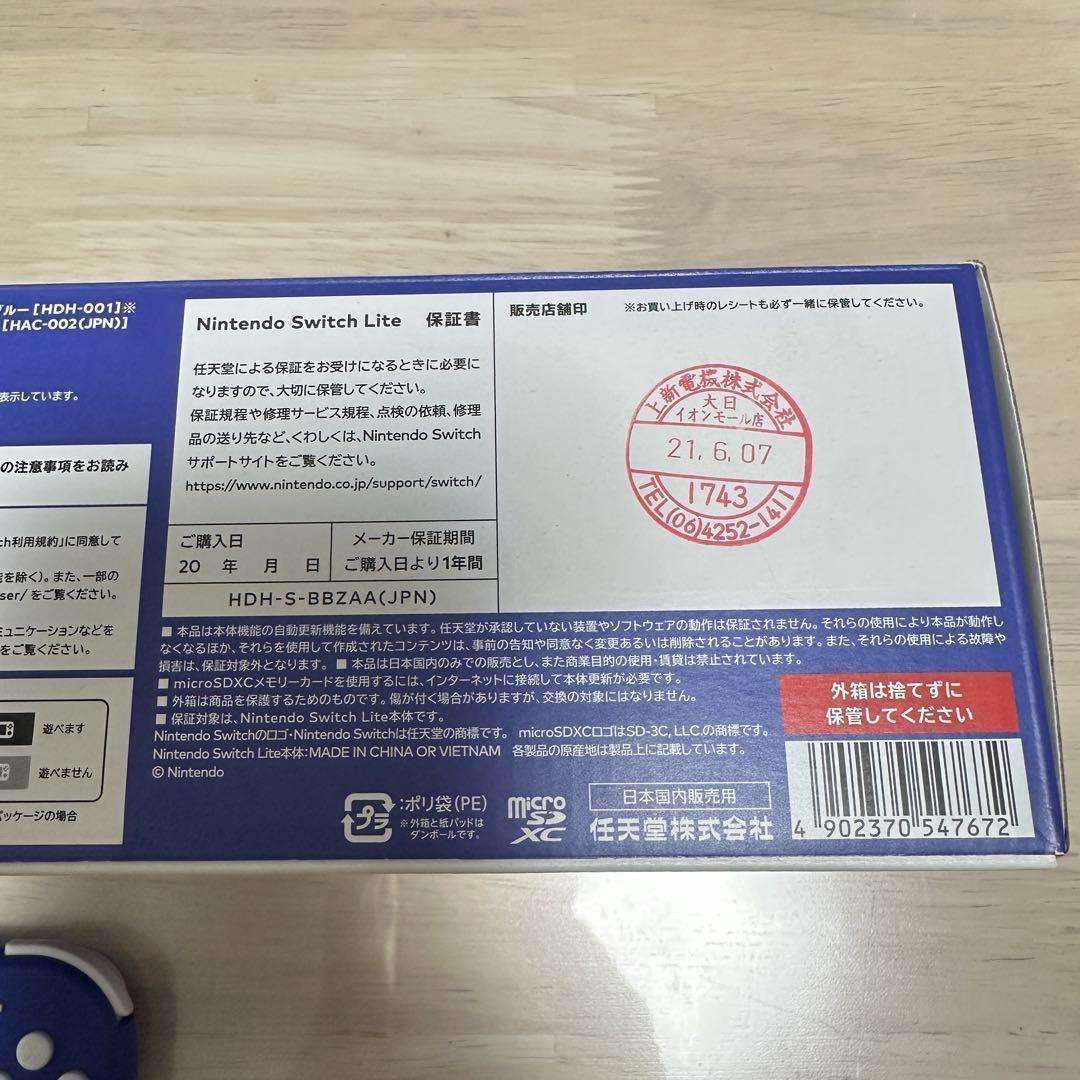 ブルー[HDH-001]※
[HAC-002(JPN)]
表示しています。
の注意事項をお読み
ch利用規約」に同意して
能を除く)。また、一部の
ser/ をご覧ください。
ミュニケーションなどを
をご覧ください。
遊べます
遊べません
パッケージの場合
Nintendo Switch Lite 保証書
任天堂による保証をお受けになるときに必要に
なりますので、大切に保管してください。
保証規程や修理サービス規程、点検の依頼、修理
品の送り先など、くわしくは、Nintendo Switch
サポートサイトをご覧ください。
https://www.nintendo.co.jp/support/switch/
ご購入日
20 年 月 日
メーカー保証期間
ご購入日より1年間
HDH-S-BBZAA(JPN)
販売店舗印
※お買い上げ時のレシートも必ず一緒に保管してください。
上新電機株式会社
大日
イオンモール店
21.6.07
1743
TEL(06)4252-1411
■ 本品は本体機能の自動更新機能を備えています。任天堂が承認していない装置やソフトウェアの動作は保証されません。それらの使用により本品が動作し
なくなるほか、それらを使用して作成されたコンテンツは、事前の告知や同意なく変更あるいは削除されることがあります。また、それらの使用による故障や
損害は、保証対象外となります。 ■ 本品は日本国内のみでの販売とし、また商業目的の使用・賃貸は禁止されています。
■ microSDXCメモリーカードを使用するには、インターネットに接続して本体更新が必要です。
■ 外箱は商品を保護するためのものです。傷が付く場合がありますが、交換の対象にはなりません。
■ 保証対象は、Nintendo Switch Lite本体です。
Nintendo Switchのロゴ・Nintendo Switchは任天堂の商標です。 microSDXCロゴはSD-3C, LLC.の商標です。
Nintendo Switch Lite本体:MADE IN CHINA OR VIETNAM 各製品の原産地は製品上に記載しています。
© Nintendo
外箱は捨てずに
保管してください
プラ
:ポリ袋(PE)
※外箱と紙パッドは
ダンボールです。
micro
SD
XC
日本国内販売用
任天堂株式会社
4 902370 547672